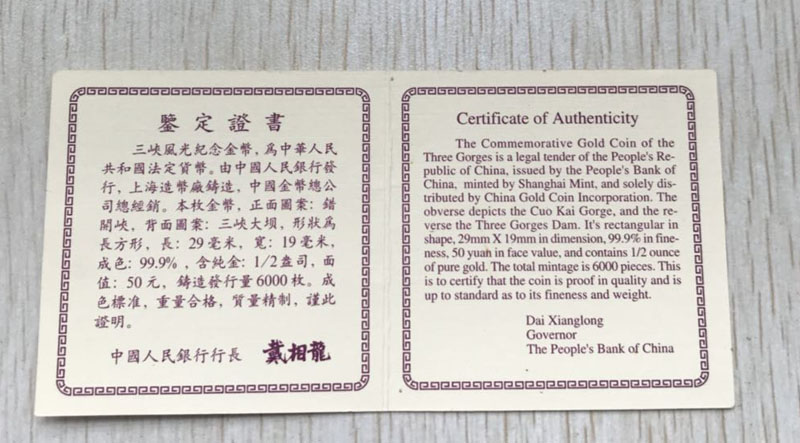 鑒定證書
三峽風光紀念金幣，爲中華人民
共和國法定貨幣。由中國人民銀行發
行，上海造幣廠鑄造，中國金幣總公
司總經銷。本枚金幣，正面圖案：錯
開峽，背面圖案：三峽大壩，形狀爲
長方形，長：29毫米，寬：19毫米，
成色：99.9%，含純金：1/2盎司，面
值：50元，鑄造發行量6000枚。成
色標准，重量合格，質量精制，謹此
證明。
中國人民銀行行長 戴相龍
Certificate of Authenticity
The Commemorative Gold Coin of the
Three Gorges is a legal tender of the People's Re-
public of China, issued by the People's Bank of
China, minted by Shanghai Mint, and solely dis-
tributed by China Gold Coin Incorporation. The
obverse depicts the Cuo Kai Gorge, and the re-
verse the Three Gorges Dam. It's rectangular in
shape, 29mm X 19mm in dimension, 99.9% in fine-
ness, 50 yuan in face value, and contains 1/2 ounce
of pure gold. The total mintage is 6000 pieces. This
is to certify that the coin is proof in quality and is
up to standard as to its fineness and weight.
Dai Xianglong
Governor
The People's Bank of China